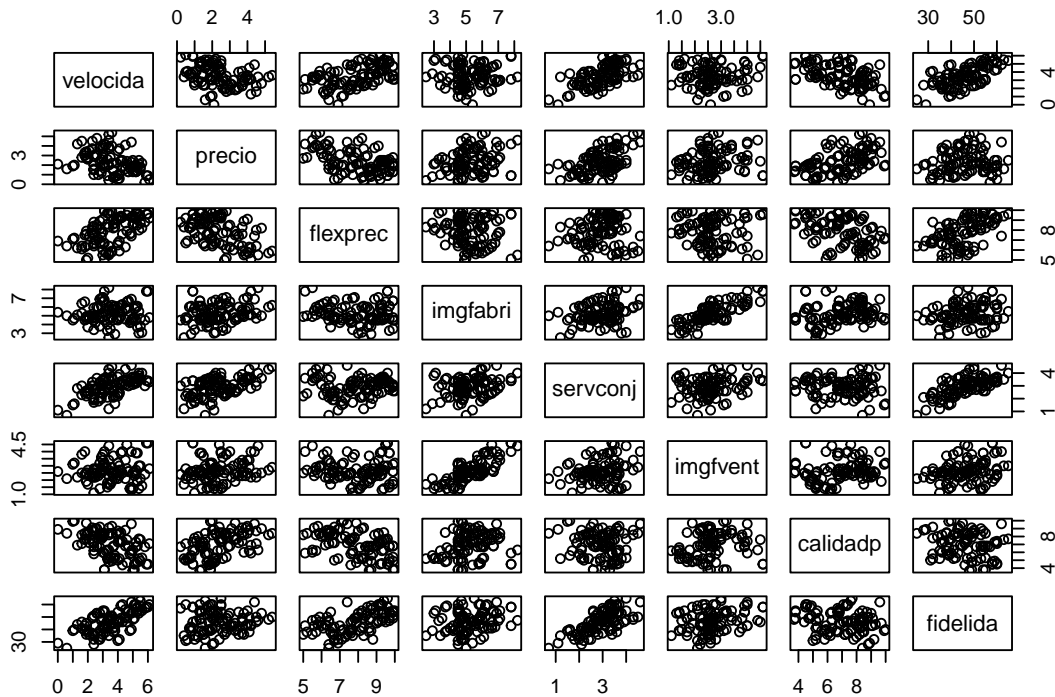 0 2 4
3 5 7
1.0 3.0
30 50
velocida
0 4
0 3
precio
flexprec
5 8
3 7
imgfabri
servconj
1 4
1.0 4.5
imgfvent
calidadp
4 8
30
fidelida
0 2 4 6
5 7 9
1 3
4 6 8